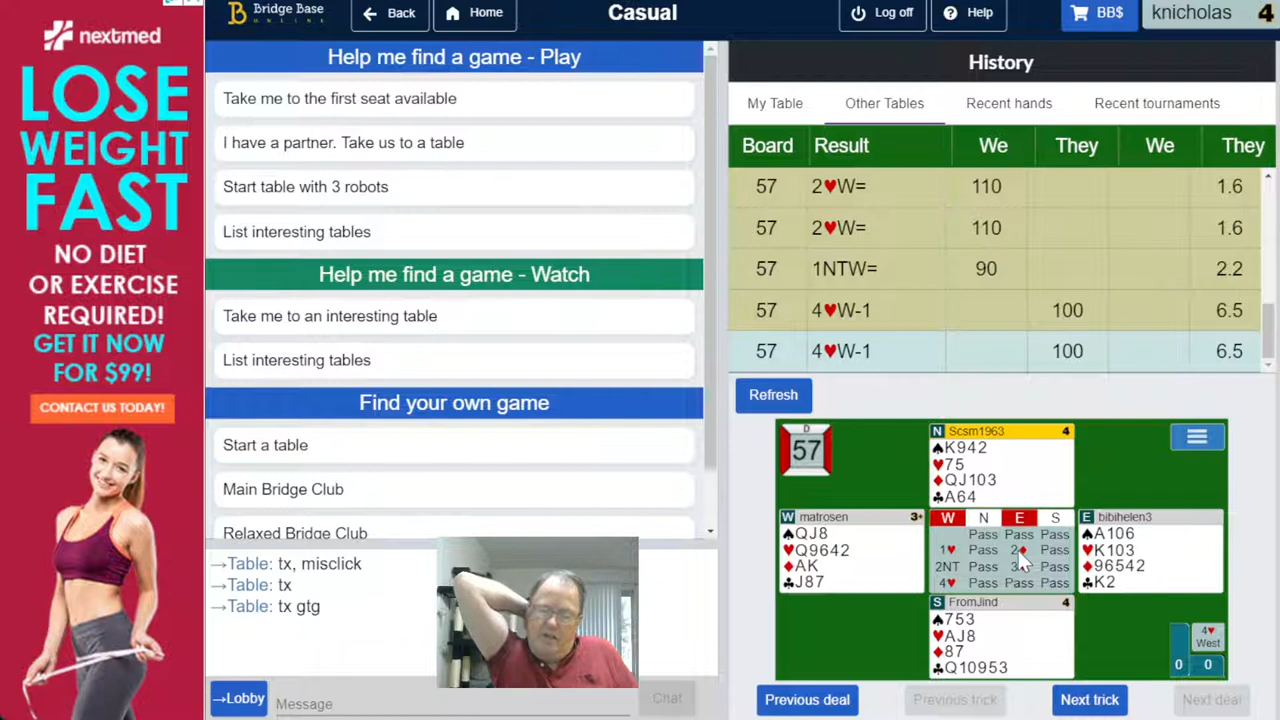 nextmed
LOSE
WEIGHT
FAST
NO DIET
OR EXERCISE
REQUIRED!
GET IT NOW
FOR $99!
CONTACT US TODAY!
Bridge Base
ONLINE
Back
Home
Casual
Log off
Help
BB$
knicholas 4
Help me find a game - Play
Take me to the first seat available
I have a partner. Take us to a table
Start table with 3 robots
List interesting tables
Help me find a game - Watch
Take me to an interesting table
List interesting tables
Find your own game
Start a table
Main Bridge Club
Relaxed Bridge Club
→Table: tx, misclick
→Table: tx
→Table: tx gtg
→Lobby
Message
Chat
History
My Table Other Tables Recent hands Recent tournaments
Board Result We They We They
57 2♥W= 110 1.6
57 2♥W= 110 1.6
57 1NTW= 90 2.2
57 4♥W-1 100 6.5
57 4♥W-1 100 6.5
Refresh
D
57
N Scsm1963 4
♠K942
♥75
♦QJ103
♣A64
W matrosen 3+
♠QJ8
♥Q9642
♦AK
♣J87
W N E S
Pass Pass Pass
1♥ Pass 2♦ Pass
2NT Pass 3 Pass
4♥ Pass Pass Pass
E bibihelen3
♠A106
♥K103
♦96542
♣K2
S FromJind 4
♠753
♥AJ8
♦87
♣Q10953
4♥
West
0 0
Previous deal
Previous trick
Next trick
Next deal